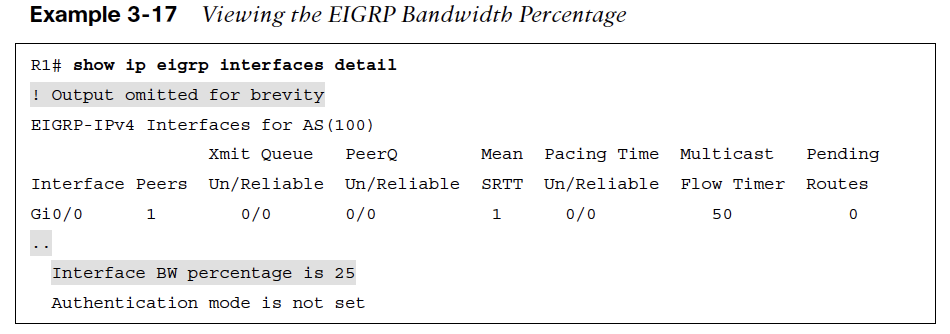 Example 3-17 Viewing the EIGRP Bandwidth Percentage
R1# show ip eigrp interfaces detail
! Output omitted for brevity
EIGRP-IPv4 Interfaces for AS(100)
Xmit Queue PeerQ Mean Pacing Time Multicast Pending
Interface Peers Un/Reliable Un/Reliable SRTT Un/Reliable Flow Timer Routes
Gi0/0 1 0/0 0/0 1 0/0 50 0
..
Interface BW percentage is 25
Authentication mode is not set